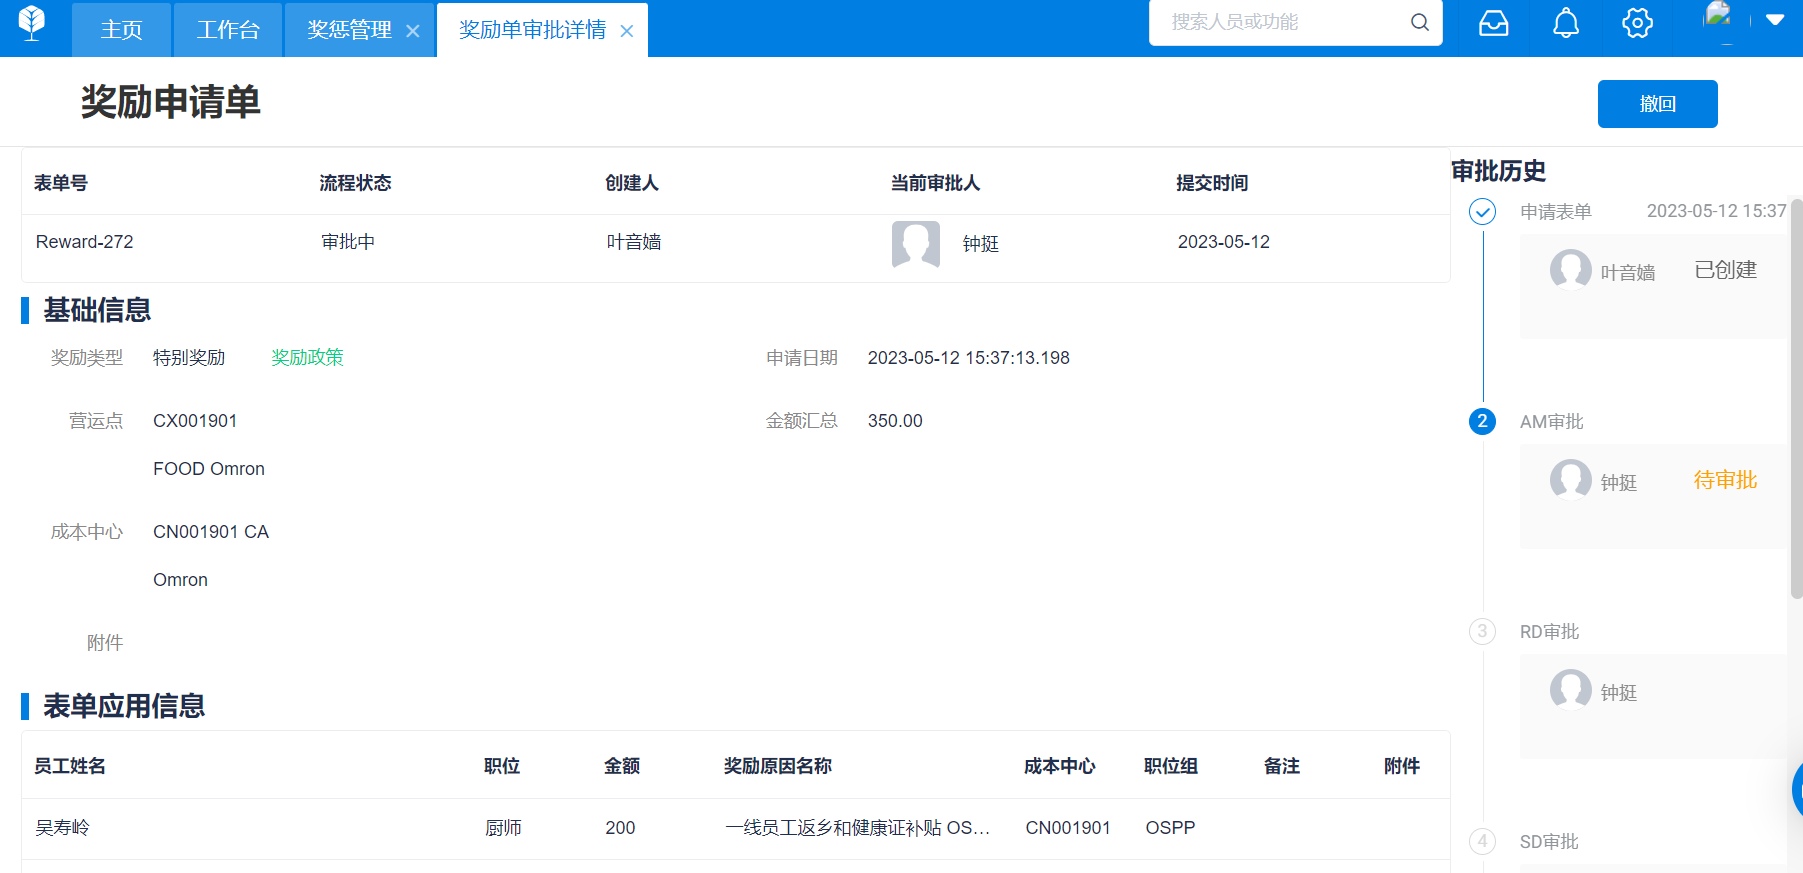 主页 工作台 奖惩管理 奖励单审批详情 搜索人员或功能
奖励申请单 撤回
表单号 流程状态 创建人 当前审批人 提交时间
Reward-272 审批中 叶音嫱 钟挺 2023-05-12
基础信息
奖励类型 特别奖励 奖励政策 申请日期 2023-05-12 15:37:13.198
营运点 CX001901 金额汇总 350.00
FOOD Omron
成本中心 CN001901 CA
Omron
附件
表单应用信息
员工姓名 职位 金额 奖励原因名称 成本中心 职位组 备注 附件
吴寿岭 厨师 200 一线员工返乡和健康证补贴 OS... CN001901 OSPP
审批历史
申请表单 2023-05-12 15:37
叶音嫱 已创建
2 AM审批
钟挺 待审批
3 RD审批
钟挺
4 SD审批